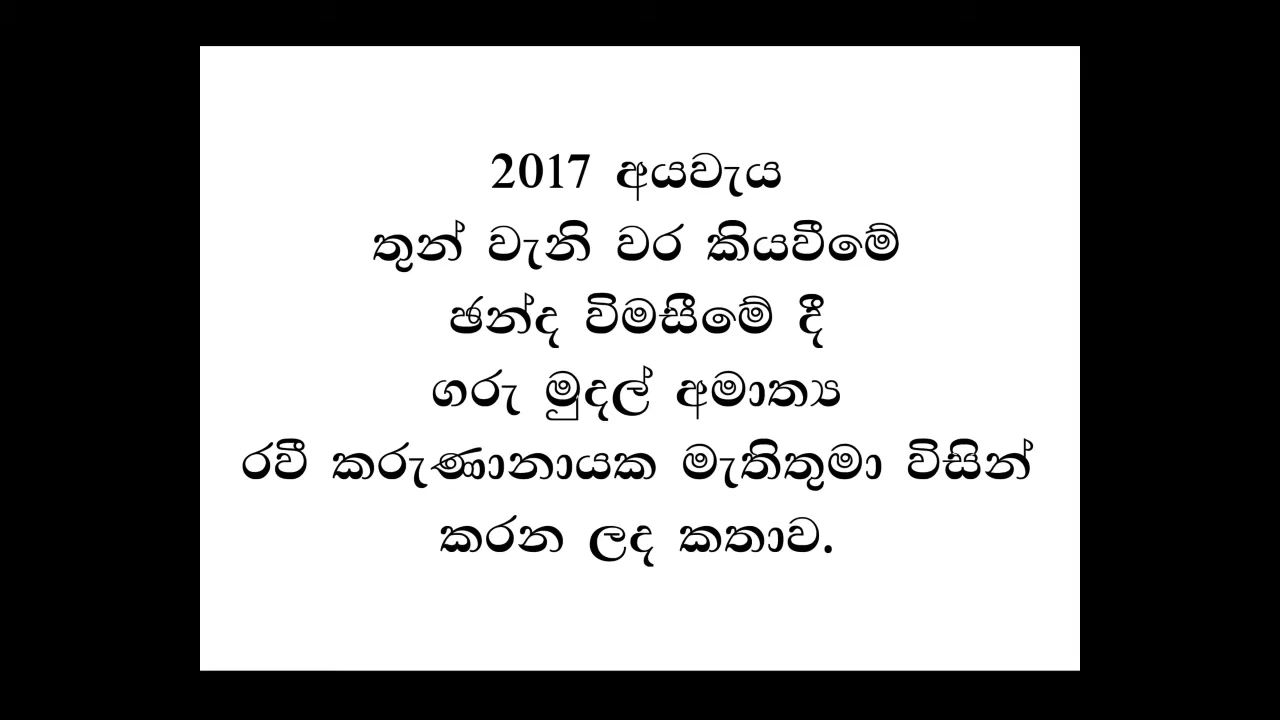 2017 අයවැය
තුන් වැනි වර කියවීමේ
ඡන්ද විමසීමේ දී
ගරු මුදල් අමාත්‍ය
රවී කරුණානායක මැතිතුමා විසින්
කරන ලද කතාව.